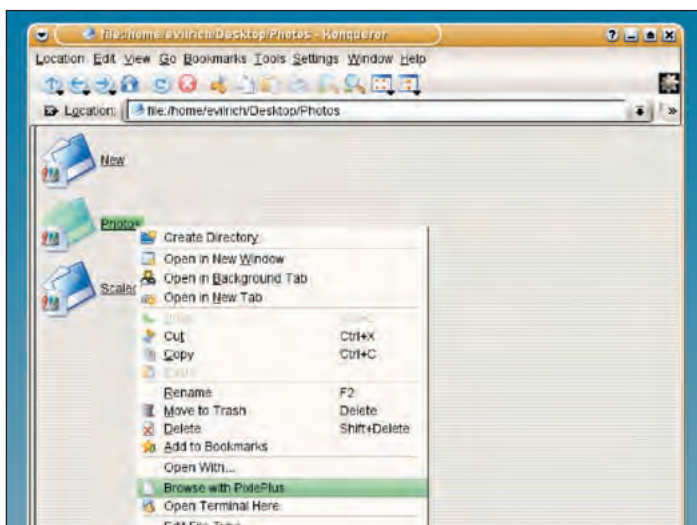 file:/home/evilrich/Desktop/Photos - Konqueror
Location Edit View Go Bookmarks Tools Settings Window Help
Location: file:/home/evilrich/Desktop/Photos
New
Photos
Scaled
Create Directory
Open in New Window
Open in Background Tab
Open in New Tab
Cut Ctrl+X
Copy Ctrl+C
Rename F2
Move to Trash Delete
Delete Shift+Delete
Add to Bookmarks
Open With...
Browse with PixiePlus
Open Terminal Here
Edit File Type